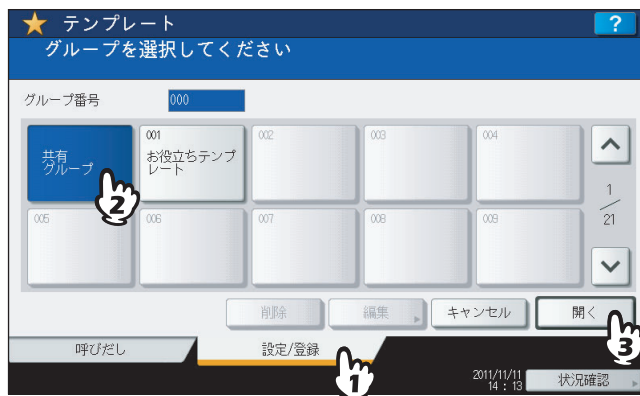 テンプレート
?
グループを選択してください
グループ番号 000
共有
グループ
001
お役立ちテンプ
レート
002
003
004
005
006
007
008
009
1
21
2
削除
編集
キャンセル
開く
3
呼びだし
設定/登録
1
2011/11/11
14 : 13
状況確認